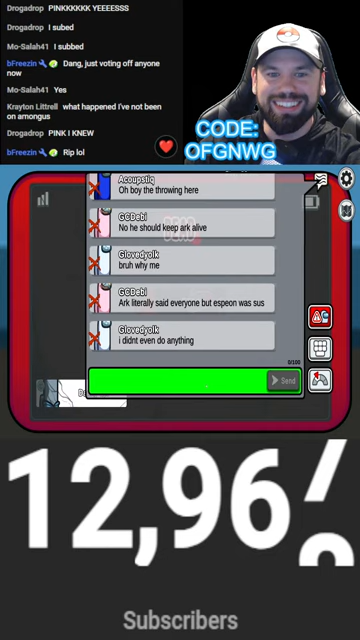 Drogadrop PINKKKKKK YEEEESSS
Drogadrop I subed
Mo-Salah41 I subbed
bFreezin Dang, just voting off anyone
now
Mo-Salah41 Yes
Krayton Littrell what happened I've not been
on amongus
Drogadrop PINK I KNEW
bFreezin Rip lol
CODE:
OFGNWG
Acoupstiq
Oh boy the throwing here
GCDebi
No he should keep ark alive
DEAD
Glovedyolk
bruh why me
GCDebi
Ark literally said everyone but espeon was sus
Glovedyolk
i didnt even do anything
0/100
Send
12,96
Subscribers